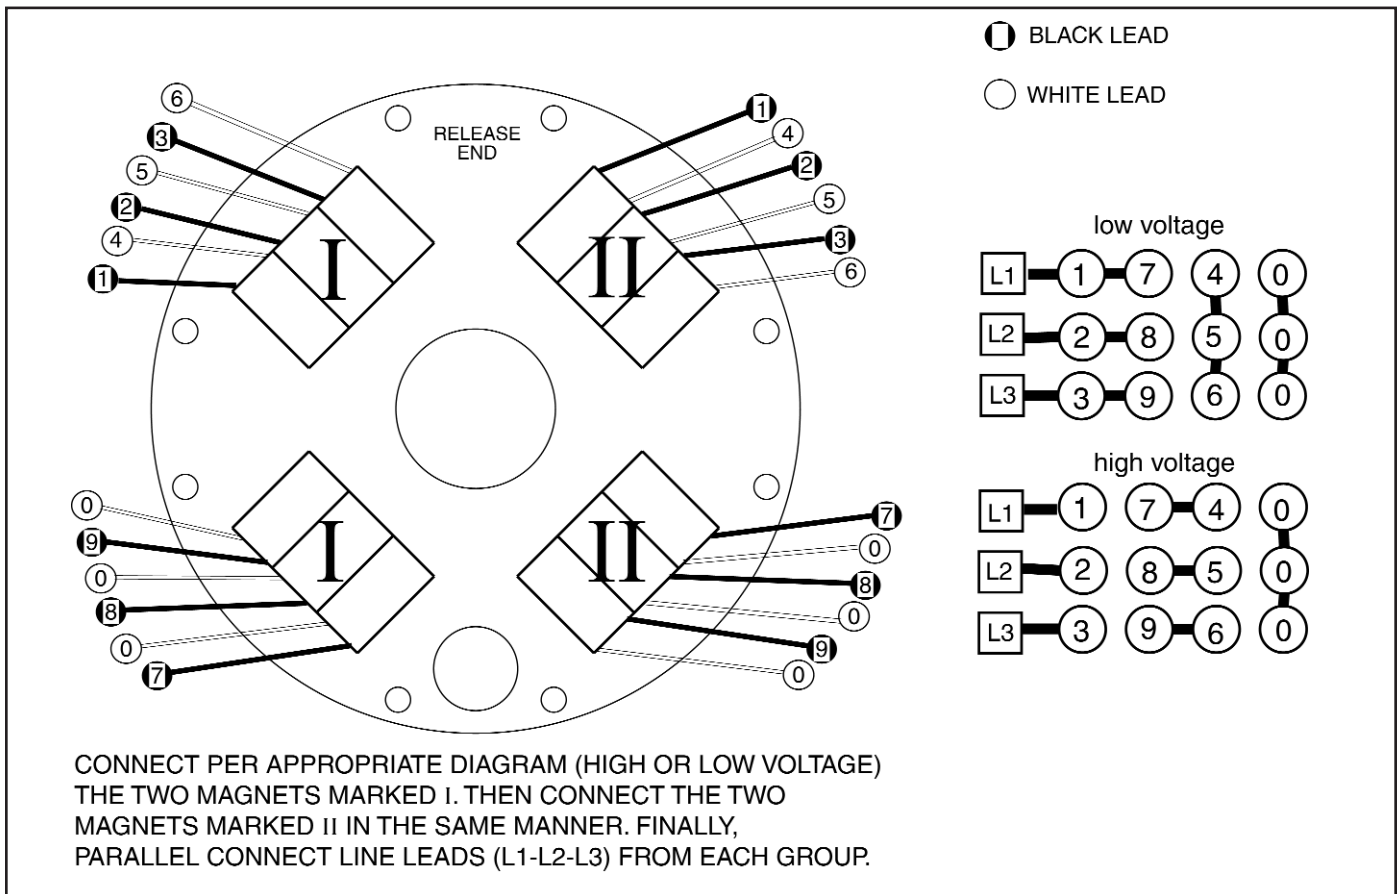 BLACK LEAD
WHITE LEAD
RELEASE
END
6
3
5
2
4
1
I
1
4
2
5
3
6
II
0
9
0
8
0
7
I
7
0
8
0
9
0
II
low voltage
L1 1 7 4 0
L2 2 8 5 0
L3 3 9 6 0
high voltage
L1 1 7 4 0
L2 2 8 5 0
L3 3 9 6 0
CONNECT PER APPROPRIATE DIAGRAM (HIGH OR LOW VOLTAGE)
THE TWO MAGNETS MARKED I. THEN CONNECT THE TWO
MAGNETS MARKED II IN THE SAME MANNER. FINALLY,
PARALLEL CONNECT LINE LEADS (L1-L2-L3) FROM EACH GROUP.